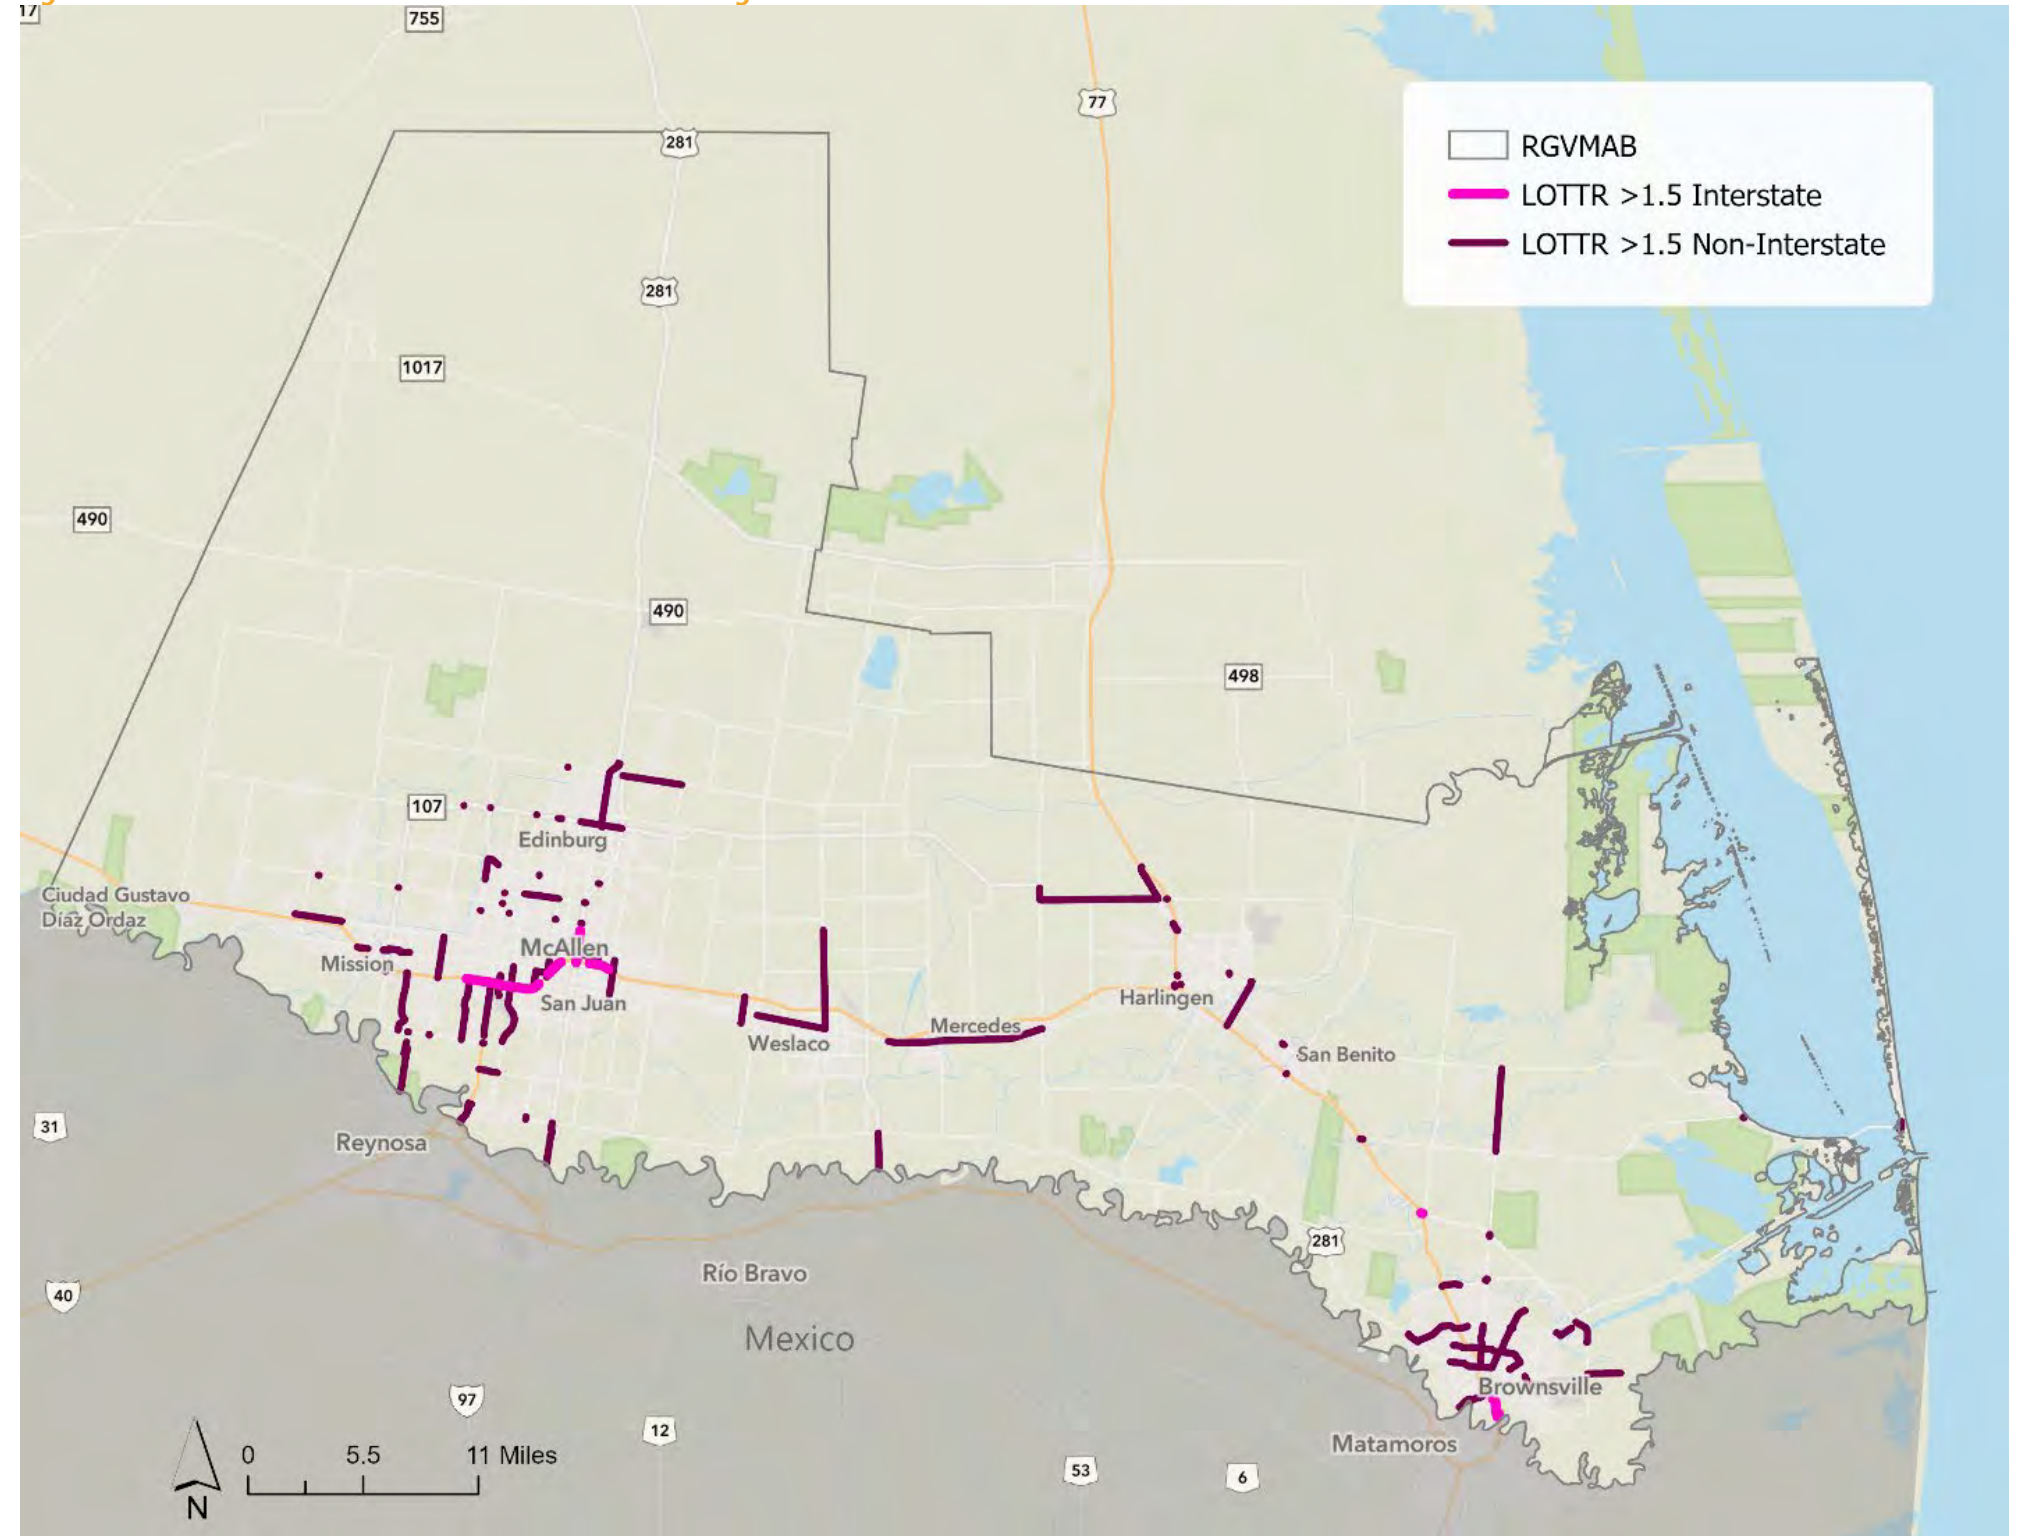 17
755
77
RGVMAB
LOTTR >1.5 Interstate
LOTTR >1.5 Non-Interstate
281
281
1017
490
490
498
107
Edinburg
Ciudad Gustavo
Díaz Ordaz
McAllen
Mission
San Juan
Harlingen
Mercedes
Weslaco
San Benito
31
Reynosa
281
Río Bravo
40
Mexico
Brownsville
97
12
Matamoros
0 5.5 11 Miles
53
6
N